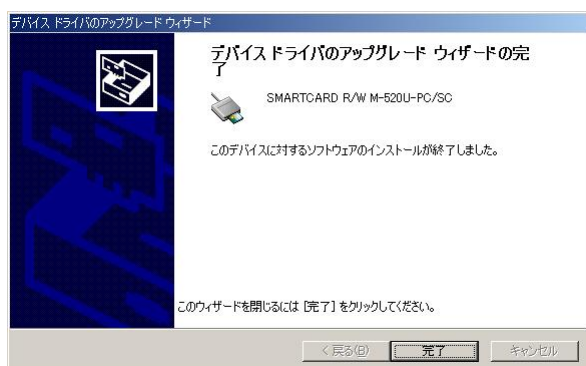 デバイス ドライバのアップグレード ウィザード
デバイス ドライバのアップグレード ウィザードの完
了
SMARTCARD R/W M-520U-PC/SC
このデバイスに対するソフトウェアのインストールが終了しました。
このウィザードを閉じるには [完了] をクリックしてください。
< 戻る(B) 完了 キャンセル